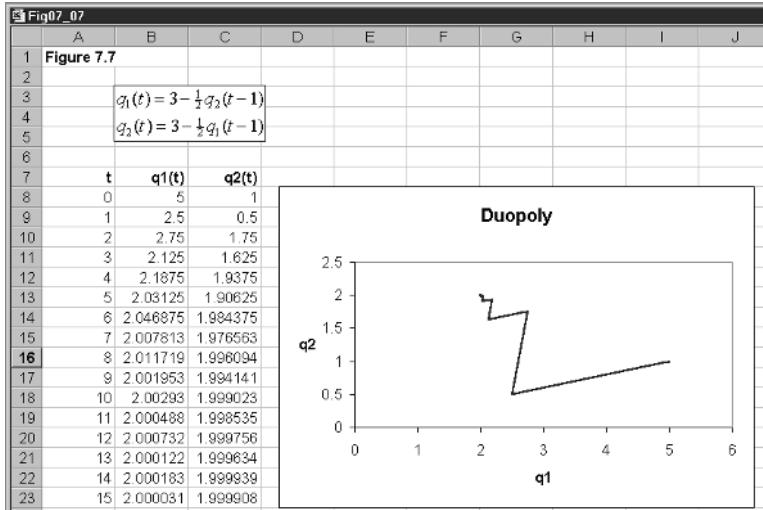 Fig07_07
A B C D E F G H I J
1 Figure 7.7
2
3 q₁(t) = 3 − ½ q₂(t − 1)
4
5 q₂(t) = 3 − ½ q₁(t − 1)
6
7 t q1(t) q2(t)
8 0 5 1
9 1 2.5 0.5
10 2 2.75 1.75
11 3 2.125 1.625
12 4 2.1875 1.9375
13 5 2.03125 1.90625
14 6 2.046875 1.984375
15 7 2.007813 1.976563
16 8 2.011719 1.996094
17 9 2.001953 1.994141
18 10 2.00293 1.999023
19 11 2.000488 1.998535
20 12 2.000732 1.999756
21 13 2.000122 1.999634
22 14 2.000183 1.999939
23 15 2.000031 1.999908
Duopoly
2.5
2
1.5
q2
1
0.5
0
0 1 2 3 4 5 6
q1